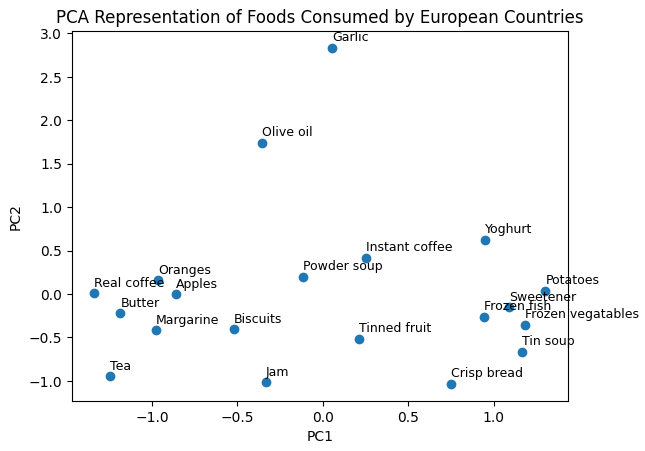 PCA Representation of Foods Consumed by European Countries
Garlic
Olive oil
Yoghurt
Instant coffee
Powder soup
Oranges
Potatoes
Real coffee
Apples
Sweetener
Butter
Frozen fish
Frozen vegatables
Margarine
Biscuits
Tinned fruit
Tin soup
Tea
Jam
Crisp bread
3.0
2.5
2.0
1.5
1.0
0.5
0.0
−0.5
−1.0
PC2
−1.0
−0.5
0.0
0.5
1.0
PC1